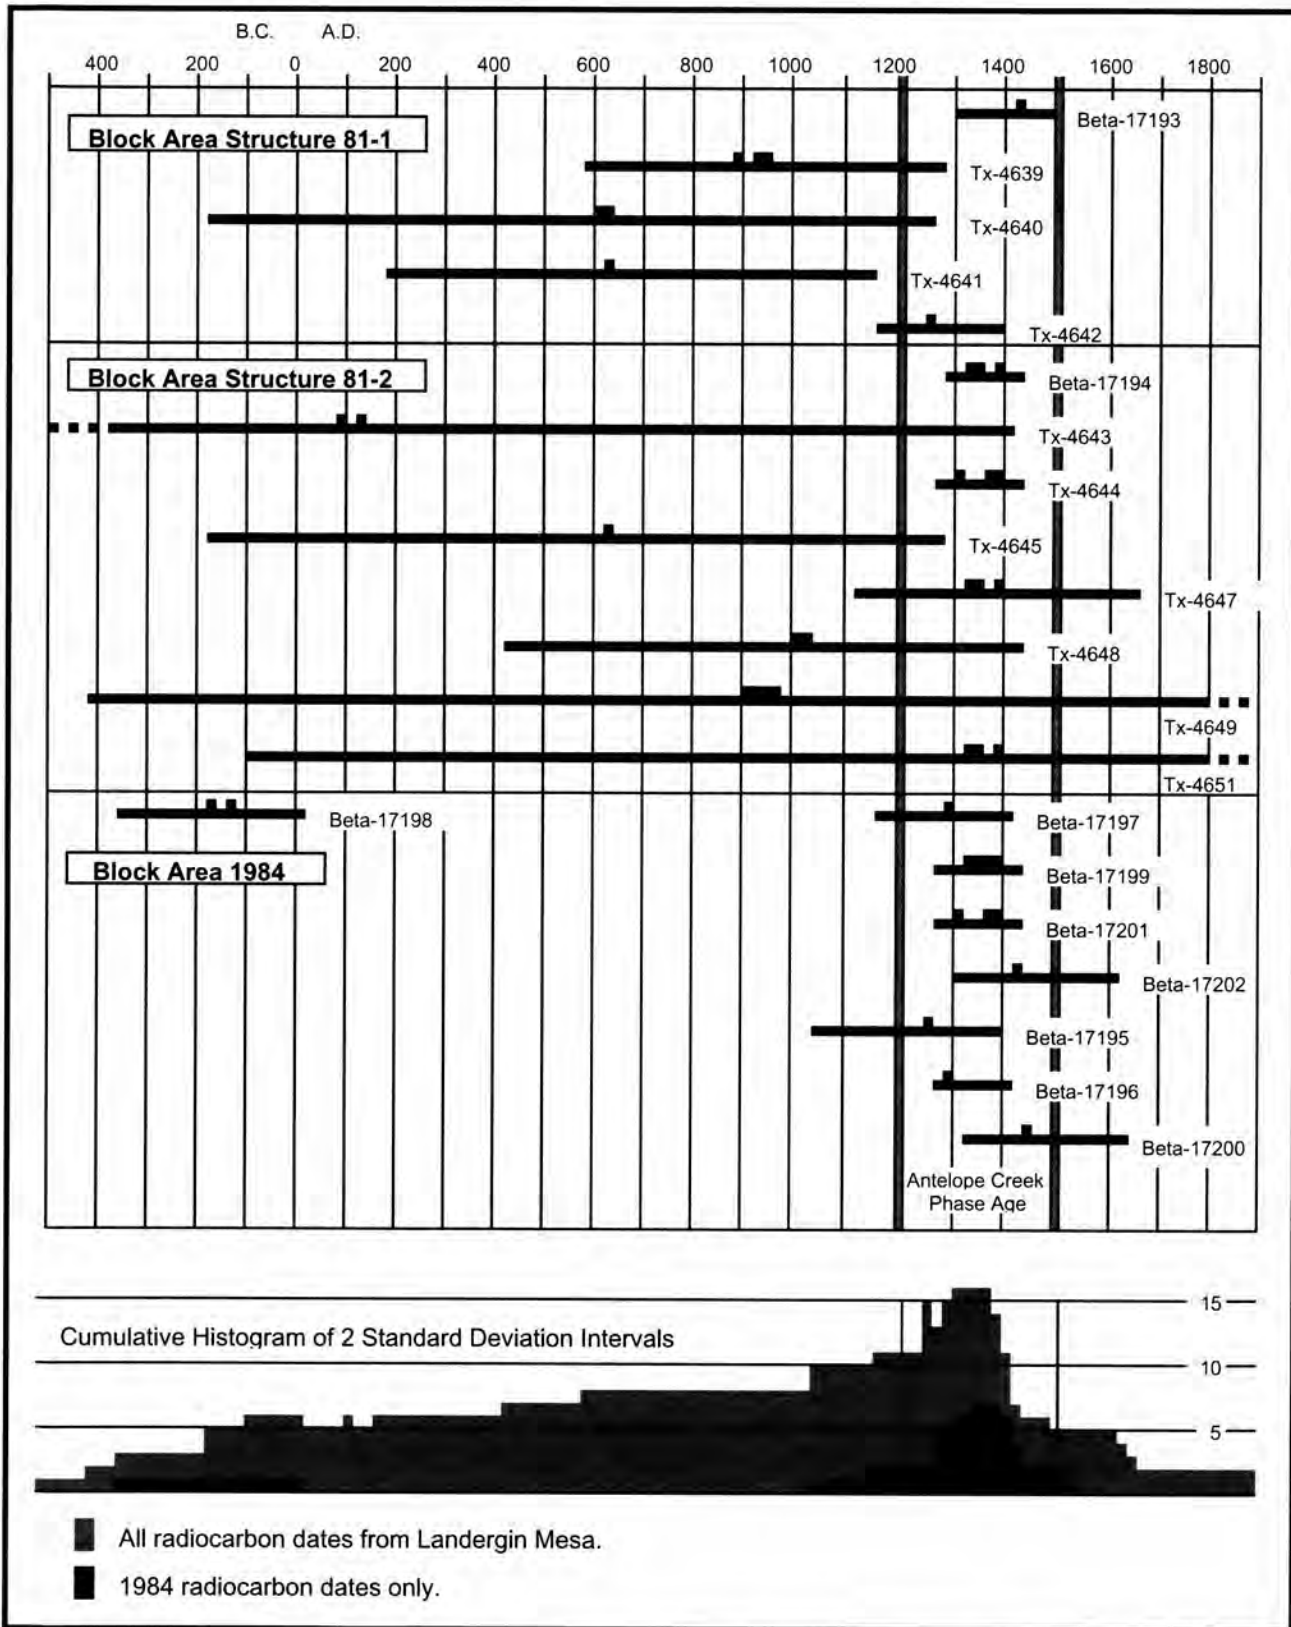 B.C. A.D.
400 200 0 200 400 600 800 1000 1200 1400 1600 1800
Beta-17193
Block Area Structure 81-1
Tx-4639
Tx-4640
Tx-4641
Tx-4642
Block Area Structure 81-2
Beta-17194
Tx-4643
Tx-4644
Tx-4645
Tx-4647
Tx-4648
Tx-4649
Tx-4651
Beta-17198
Beta-17197
Block Area 1984
Beta-17199
Beta-17201
Beta-17202
Beta-17195
Beta-17196
Beta-17200
Antelope Creek
Phase Age
15
Cumulative Histogram of 2 Standard Deviation Intervals
10
5
All radiocarbon dates from Landergin Mesa.
1984 radiocarbon dates only.